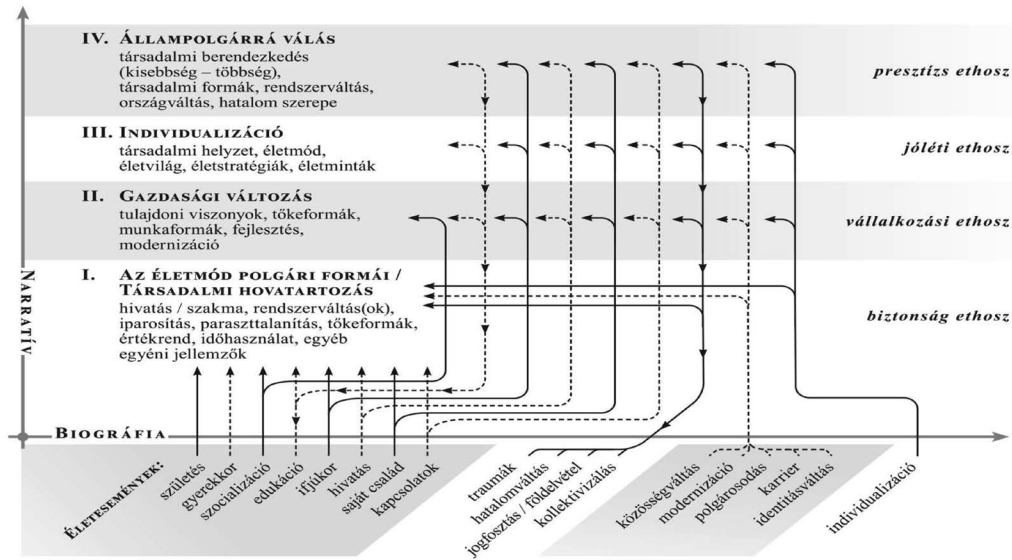 IV. ÁLLAMPOLGÁRRÁ VÁLÁS
társadalmi berendezkedés
(kisebbség – többség),
társadalmi formák, rendszerváltás,
országváltás, hatalom szerepe
presztízs ethosz
III. INDIVIDUALIZÁCIÓ
társadalmi helyzet, életmód,
életvilág, életstratégiák, életminták
jóléti ethosz
II. GAZDASÁGI VÁLTOZÁS
tulajdoni viszonyok, tőkeformák,
munkaformák, fejlesztés,
modernizáció
vállalkozási ethosz
I. AZ ÉLETMÓD POLGÁRI FORMÁI /
TÁRSADALMI HOVATARTOZÁS
hivatás / szakma, rendszerváltás(ok),
iparosítás, paraszttalanítás, tőkeformák,
értékrend, időhasználat, egyéb
egyéni jellemzők
biztonság ethosz
NARRATÍV
BIOGRÁFIA
ÉLETESEMÉNYEK:
születés
gyerekkor
szocializáció
edukáció
ifjúkor
hivatás
saját család
kapcsolatok
traumák
hatalomváltás
jogfosztás / földelvétel
kollektivizálás
közösségváltás
modernizáció
polgárosodás
karrier
identitásváltás
individualizáció